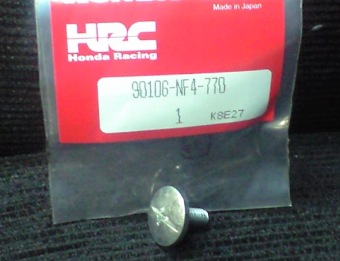 Made in Japan
HRC
Honda Racing
90106-NF4-770
1 K8E27